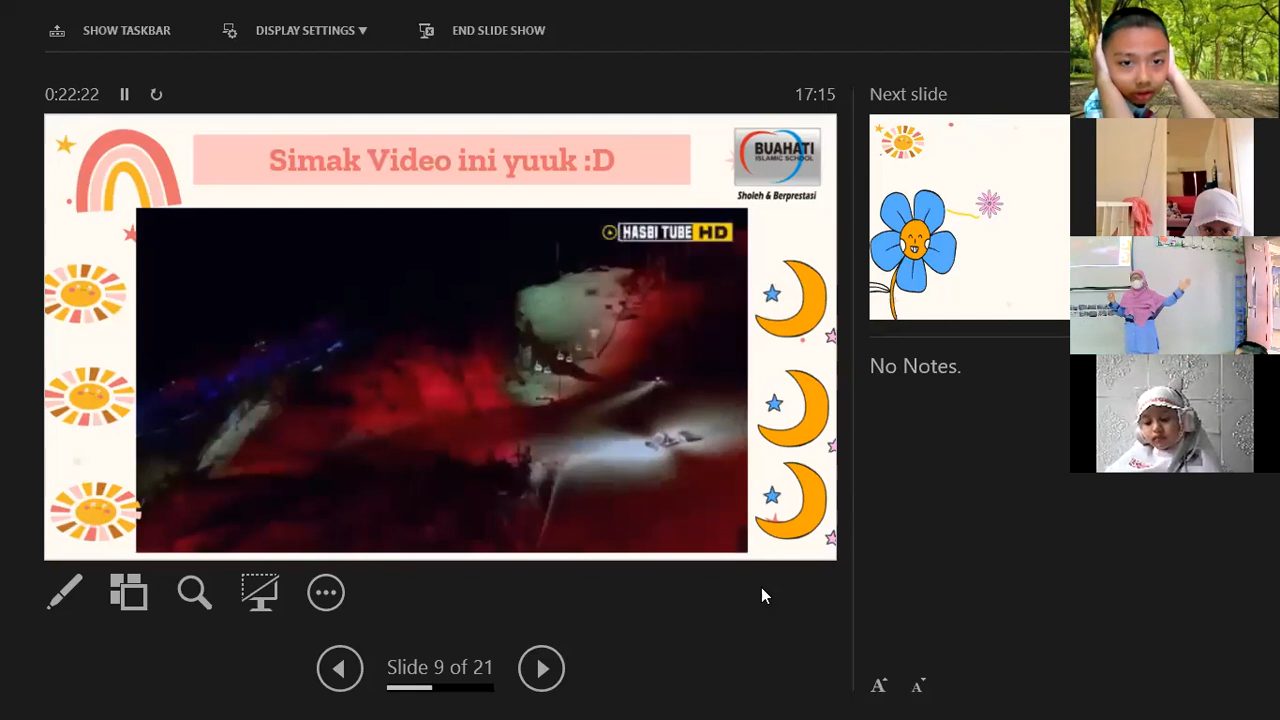 SHOW TASKBAR
DISPLAY SETTINGS ▼
END SLIDE SHOW
0:22:22
17:15
Next slide
Simak Video ini yuuk :D
BUAHATI
ISLAMIC SCHOOL
Sholeh & Berprestasi
HASBI TUBE HD
No Notes.
Slide 9 of 21
A A